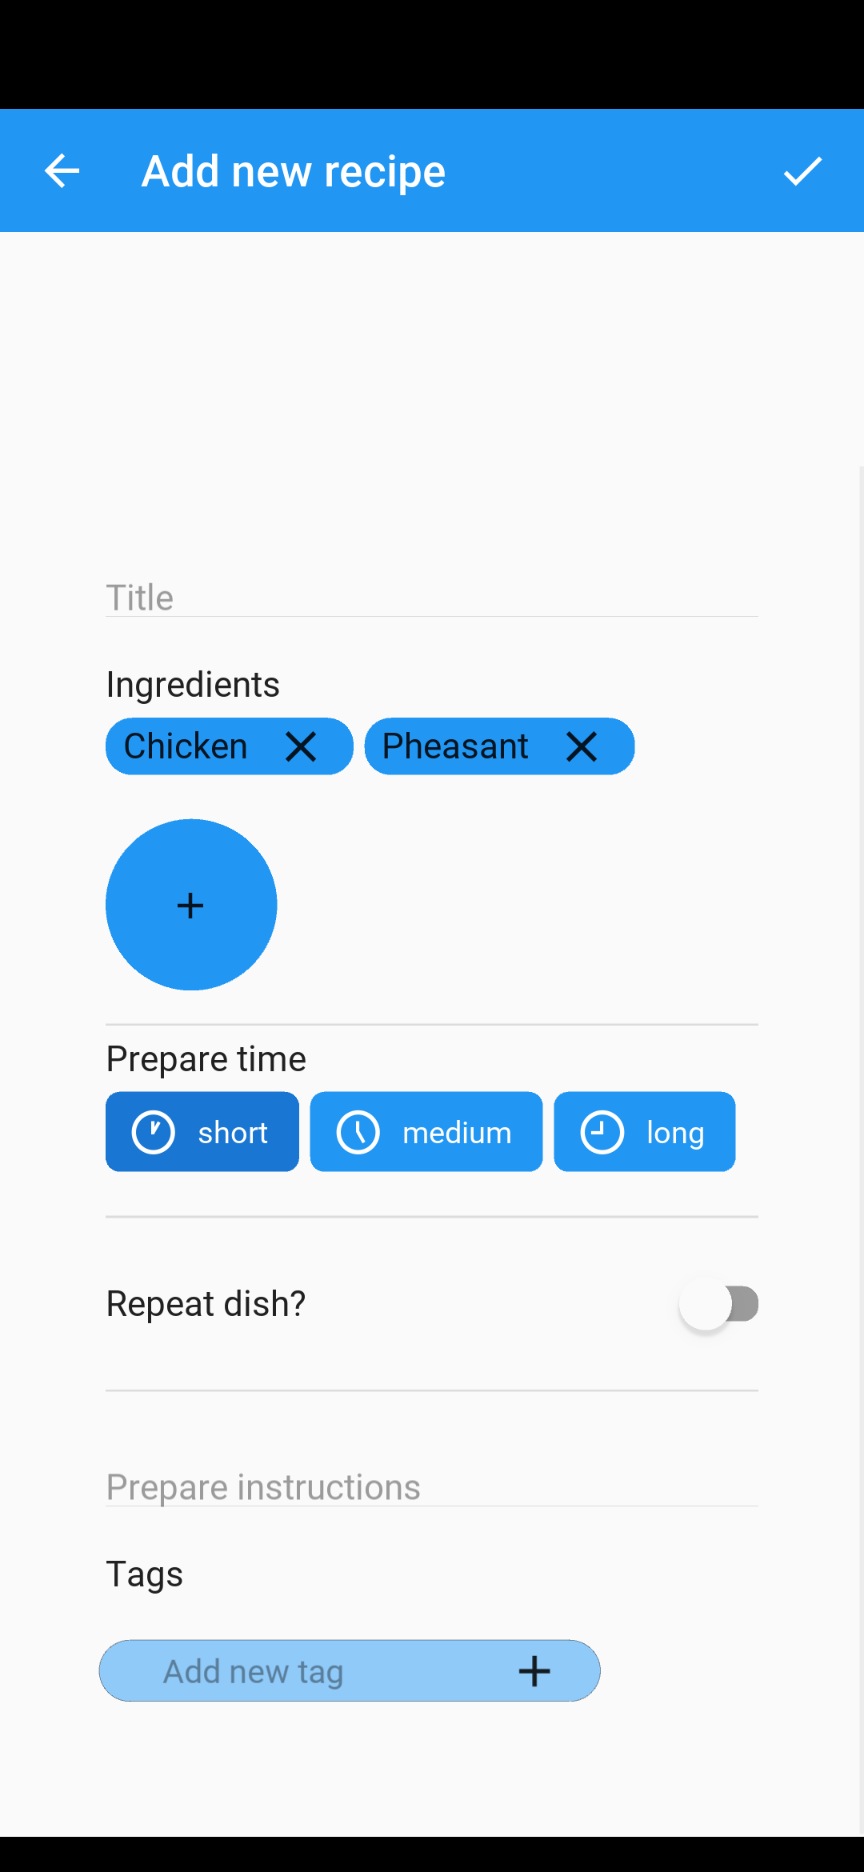 Add new recipe
Title
Ingredients
Chicken Pheasant
+
Prepare time
short medium long
Repeat dish?
Prepare instructions
Tags
Add new tag +